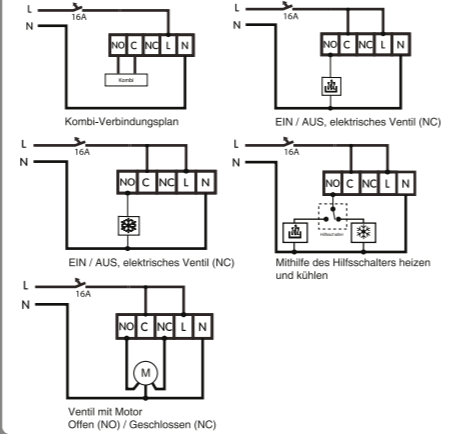 L
16A
N
NO C NC L N
Kombi
Kombi-Verbindungsplan
L
16A
N
NO C NC L N
EIN / AUS, elektrisches Ventil (NC)
L
16A
N
NO C NC L N
EIN / AUS, elektrisches Ventil (NC)
L
16A
N
NO C NC L N
Hilfsschalter
Mithilfe des Hilfsschalters heizen
und kühlen
L
16A
N
NO C NC L N
M
Ventil mit Motor
Offen (NO) / Geschlossen (NC)